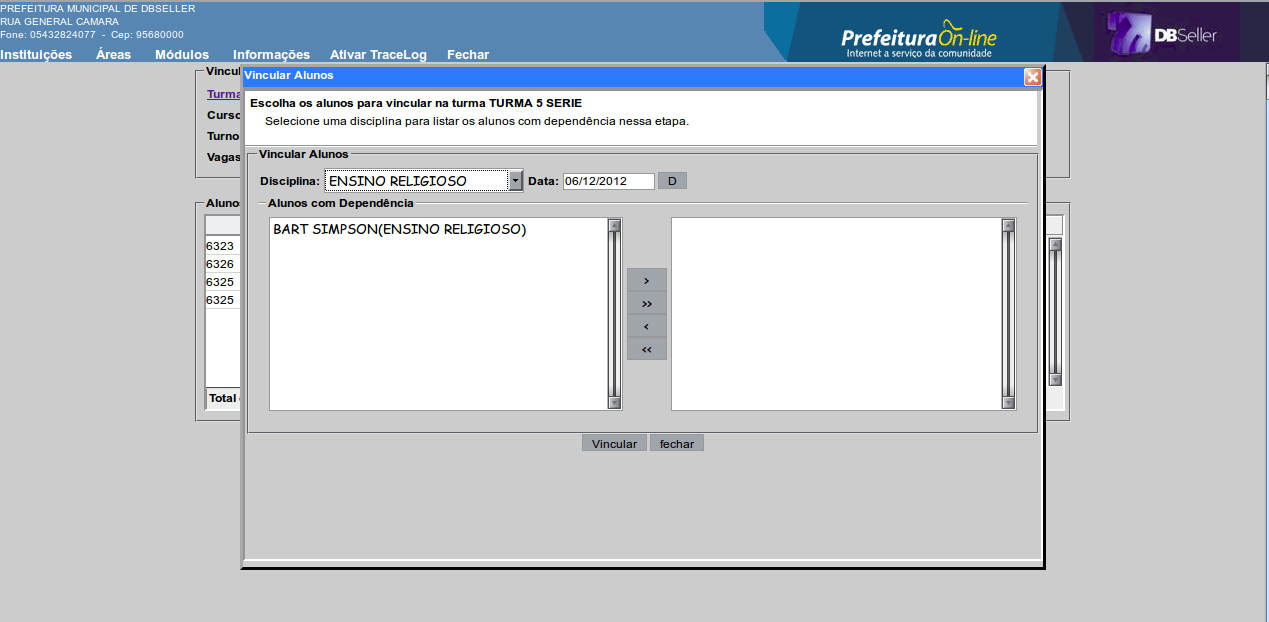 PREFEITURA MUNICIPAL DE DBSELLER
RUA GENERAL CAMARA
Fone: 05432824077 - Cep: 95680000
Instituições Áreas Módulos Informações Ativar TraceLog Fechar
PrefeituraOn-line
Internet a serviço da comunidade
DBSeller
Vincul
Turma
Curso
Turno
Vagas
Vincular Alunos
Escolha os alunos para vincular na turma TURMA 5 SERIE
Selecione uma disciplina para listar os alunos com dependência nessa etapa.
Vincular Alunos
Disciplina: ENSINO RELIGIOSO Data: 06/12/2012 D
Alunos com Dependência
BART SIMPSON(ENSINO RELIGIOSO)
>
>>
<
<<
Vincular fechar
Aluno
6323
6326
6325
6325
Total